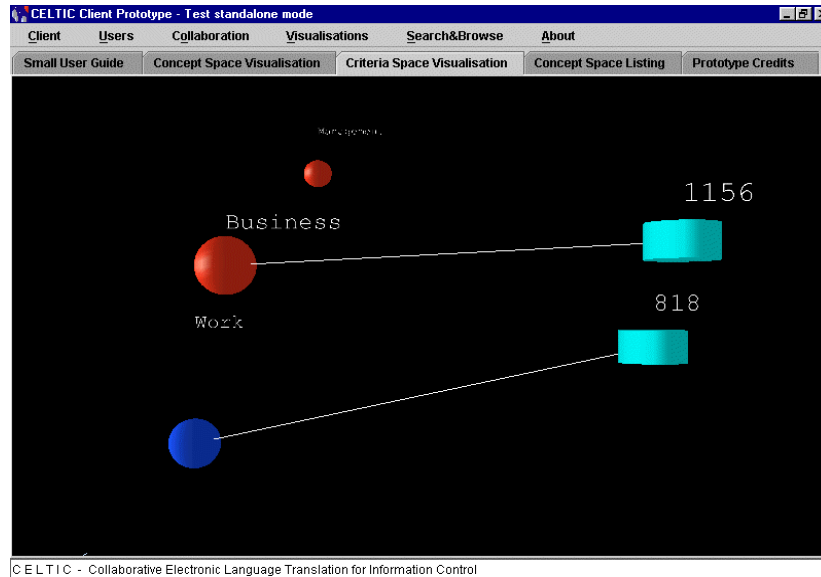 CELTIC Client Prototype - Test standalone mode
Client Users Collaboration Visualisations Search&Browse About
Small User Guide Concept Space Visualisation Criteria Space Visualisation Concept Space Listing Prototype Credits
Management
1156
Business
818
Work
C E L T I C - Collaborative Electronic Language Translation for Information Control